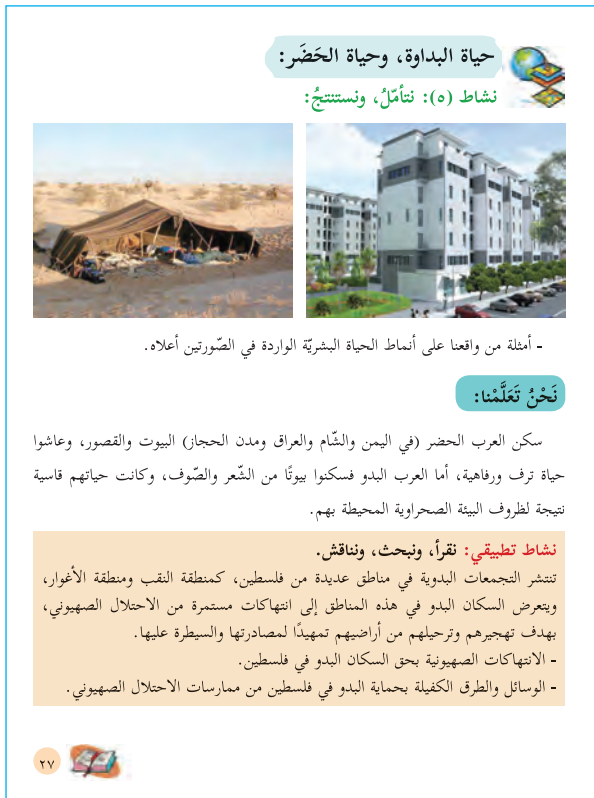 حياة البداوة، وحياة الحَضَر:
نشاط (٥): نتأمّلُ، ونستنتجُ:
- أمثلة من واقعنا على أنماط الحياة البشريّة الواردة في الصّورتين أعلاه.
نَحْنُ تَعَلَّمْنا:
سكن العرب الحضر (في اليمن والشَّام والعراق ومدن الحجاز) البيوت والقصور، وعاشوا
حياة ترف ورفاهية، أما العرب البدو فسكنوا بيوتًا من الشَّعر والصّوف، وكانت حياتهم قاسية
نتيجة لظروف البيئة الصحراوية المحيطة بهم.
نشاط تطبيقي: نقرأ، ونبحث، ونناقش.
تنتشر التجمعات البدوية في مناطق عديدة من فلسطين، كمنطقة النقب ومنطقة الأغوار،
ويتعرض السكان البدو في هذه المناطق إلى انتهاكات مستمرة من الاحتلال الصهيوني،
بهدف تهجيرهم وترحيلهم من أراضيهم تمهيدًا لمصادرتها والسيطرة عليها.
- الانتهاكات الصهيونية بحق السكان البدو في فلسطين.
- الوسائل والطرق الكفيلة بحماية البدو في فلسطين من ممارسات الاحتلال الصهيوني.
٢٧